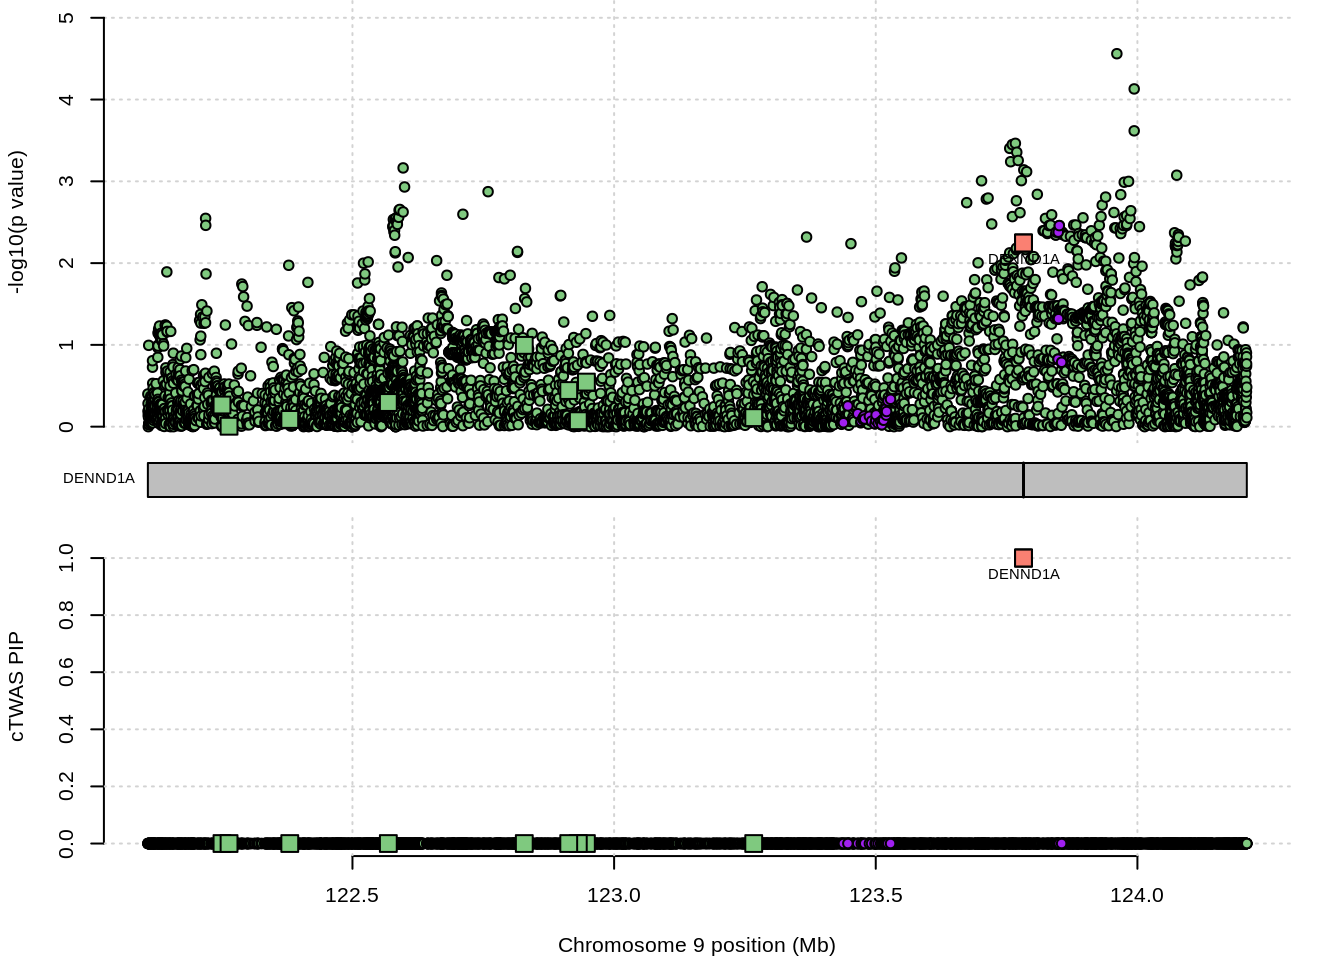 5
4
3
2
1
0
-log10(p value)
DENND1A
DENND1A
1.0
0.8
0.6
0.4
0.2
0.0
cTWAS PIP
DENND1A
122.5 123.0 123.5 124.0
Chromosome 9 position (Mb)